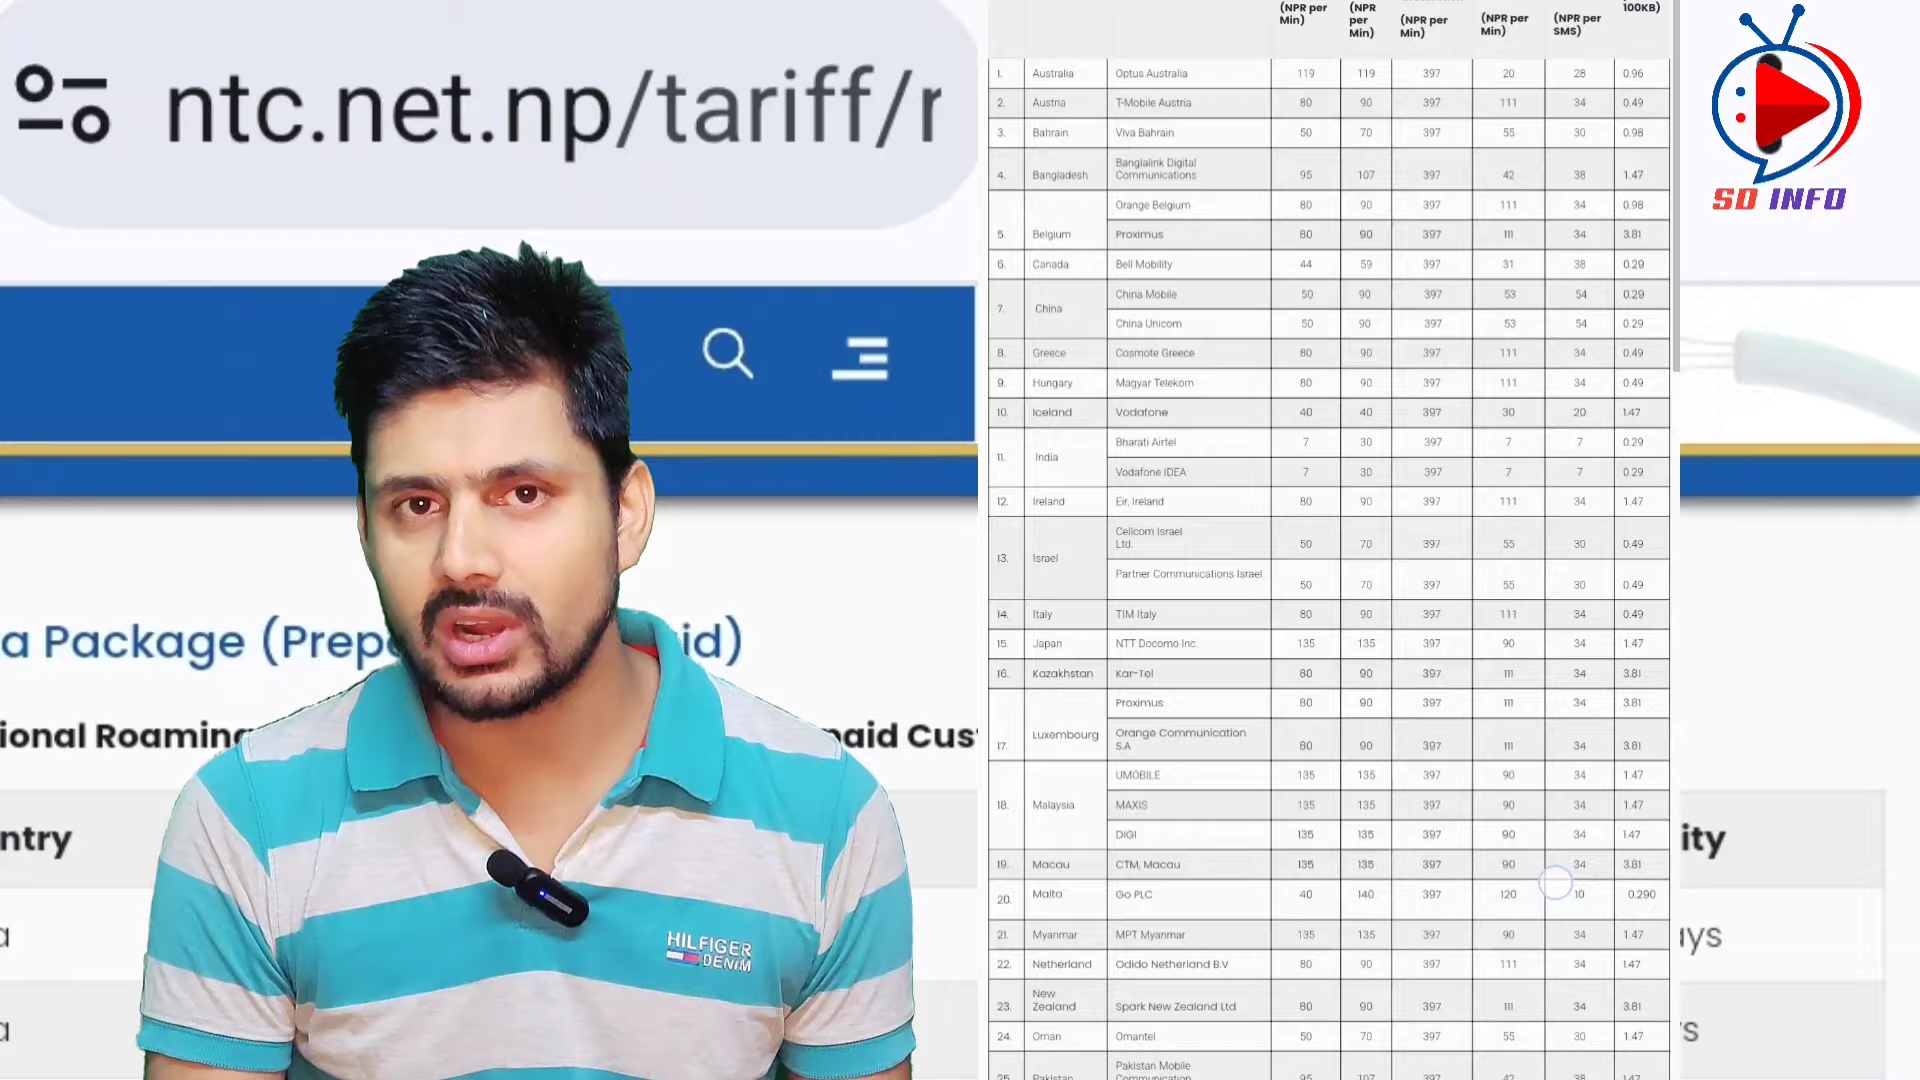 ntc.net.np/tariff/r
a Package (Prep
id)
ional Roaming
paid Cus
ntry
ity
a
ays
a
's
(NPR per Min) (NPR per Min) (NPR per Min) (NPR per Min) (NPR per SMS) 100KB)
1. Australia Optus Australia 119 119 397 20 28 0.96
2. Austria T-Mobile Austria 80 90 397 111 34 0.49
3. Bahrain Viva Bahrain 50 70 397 55 30 0.98
4. Bangladesh Banglalink Digital Communications 95 107 397 42 38 1.47
Orange Belgium 80 90 397 111 34 0.98
5. Belgium Proximus 80 90 397 111 34 3.81
6. Canada Bell Mobility 44 59 397 31 38 0.29
7. China China Mobile 50 90 397 53 54 0.29
China Unicom 50 90 397 53 54 0.29
8. Greece Cosmote Greece 80 90 397 111 34 0.49
9. Hungary Magyar Telekom 80 90 397 111 34 0.49
10. Iceland Vodafone 40 40 397 30 20 1.47
11. India Bharati Airtel 7 30 397 7 7 0.29
Vodafone IDEA 7 30 397 7 7 0.29
12. Ireland Eir, Ireland 80 90 397 111 34 1.47
13. Israel Cellcom Israel Ltd. 50 70 397 55 30 0.49
Partner Communications Israel 50 70 397 55 30 0.49
14. Italy TIM Italy 80 90 397 111 34 0.49
15. Japan NTT Docomo Inc. 135 135 397 90 34 1.47
16. Kazakhstan Kar-Tel 80 90 397 111 34 3.81
Proximus 80 90 397 111 34 3.81
17. Luxembourg Orange Communication S.A 80 90 397 111 34 3.81
UMOBILE 135 135 397 90 34 1.47
18. Malaysia MAXIS 135 135 397 90 34 1.47
DIGI 135 135 397 90 34 1.47
19. Macau CTM, Macau 135 135 397 90 34 3.81
20. Malta Go PLC 40 140 397 120 10 0.290
21. Myanmar MPT Myanmar 135 135 397 90 34 1.47
22. Netherland Odido Netherland B.V 80 90 397 111 34 1.47
23. New Zealand Spark New Zealand Ltd 80 90 397 111 34 3.81
24. Oman Omantel 50 70 397 55 30 1.47
25. Pakistan Pakistan Mobile Communication 95 107 397 42 38 1.47
SD INFO
HILFIGER
DENIM